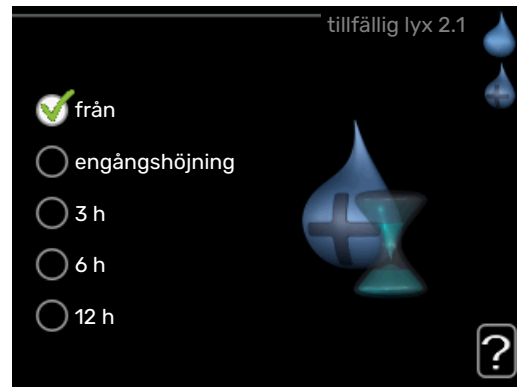 tillfällig lyx 2.1
från
engångshöjning
3 h
6 h
12 h
?